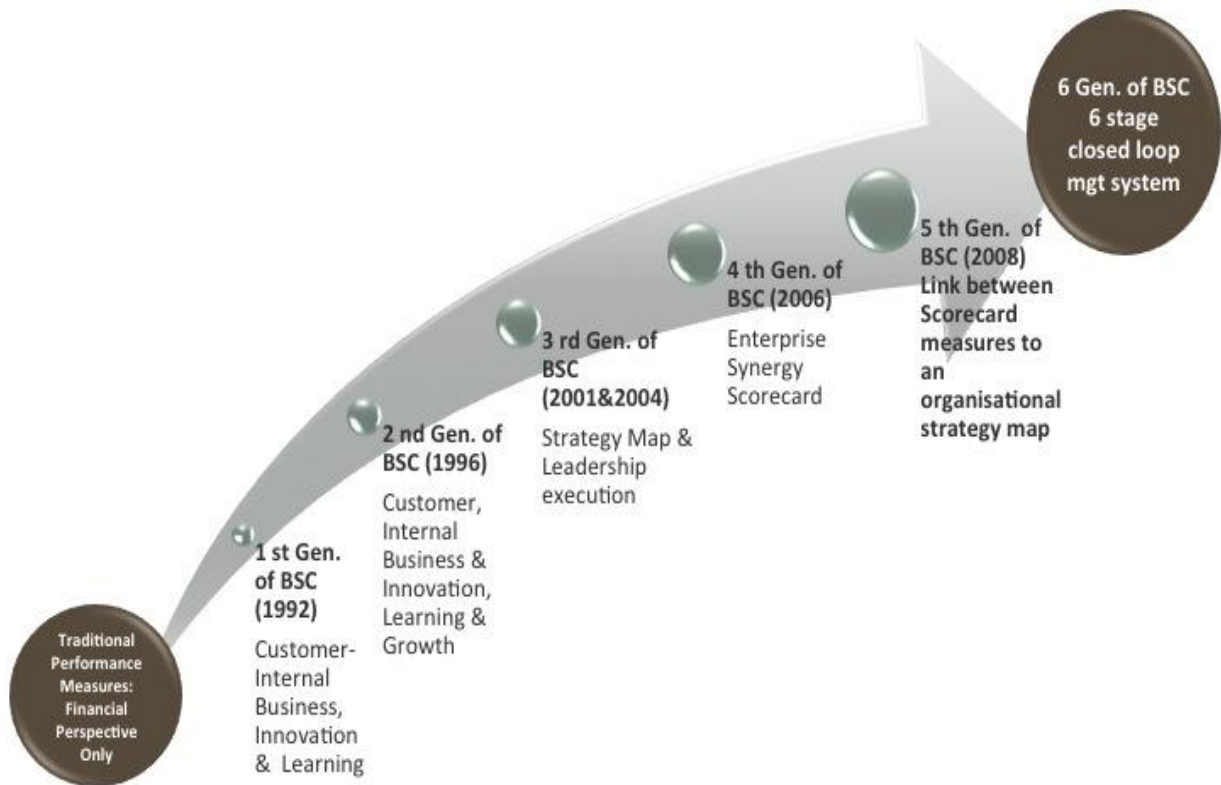 Traditional
Performance
Measures:
Financial
Perspective
Only
1 st Gen.
of BSC
(1992)
Customer-
Internal
Business,
Innovation
& Learning
2 nd Gen. of
BSC (1996)
Customer,
Internal
Business &
Innovation,
Learning &
Growth
3 rd Gen. of
BSC
(2001&2004)
Strategy Map &
Leadership
execution
4 th Gen. of
BSC (2006)
Enterprise
Synergy
Scorecard
5 th Gen. of
BSC (2008)
Link between
Scorecard
measures to
an
organisational
strategy map
6 Gen. of BSC
6 stage
closed loop
mgt system